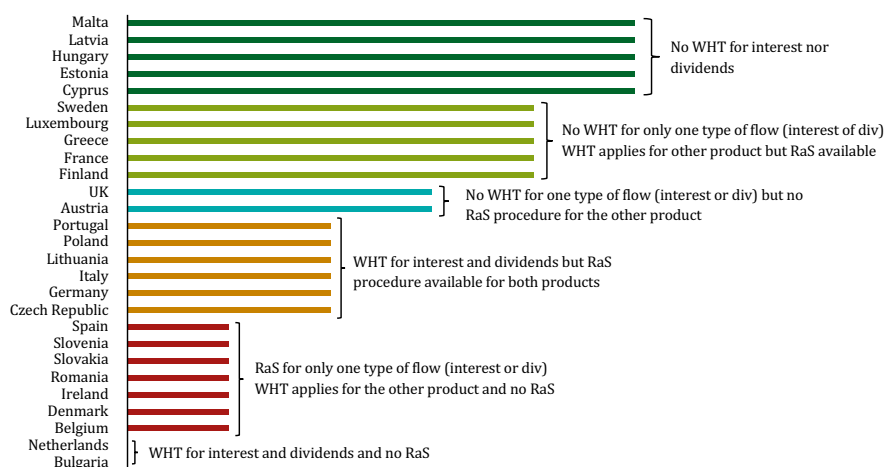 Malta
Latvia
Hungary
Estonia
Cyprus
No WHT for interest nor
dividends
Sweden
Luxembourg
Greece
France
Finland
No WHT for only one type of flow (interest of div)
WHT applies for other product but RaS available
UK
Austria
No WHT for one type of flow (interest or div) but no
RaS procedure for the other product
Portugal
Poland
Lithuania
Italy
Germany
Czech Republic
WHT for interest and dividends but RaS
procedure available for both products
Spain
Slovenia
Slovakia
Romania
Ireland
Denmark
Belgium
RaS for only one type of flow (interest or div)
WHT applies for the other product and no RaS
Netherlands
Bulgaria
WHT for interest and dividends and no RaS